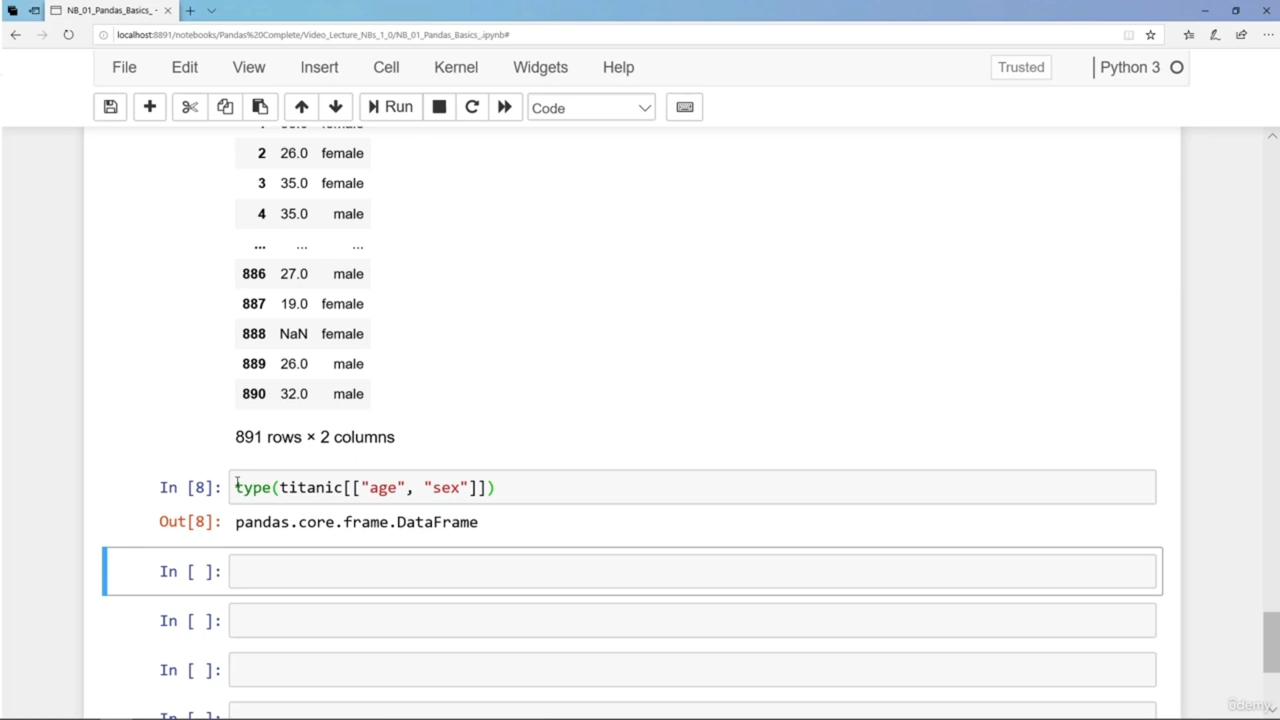 NB_01_Pandas_Basics_ -
localhost:8891/notebooks/Pandas%20Complete/Video_Lecture_NBs_1_0/NB_01_Pandas_Basics_.ipynb#
File Edit View Insert Cell Kernel Widgets Help Trusted Python 3
Run Code
2 26.0 female
3 35.0 female
4 35.0 male
... ... ...
886 27.0 male
887 19.0 female
888 NaN female
889 26.0 male
890 32.0 male
891 rows × 2 columns
In [8]: type(titanic[["age", "sex"]])
Out[8]: pandas.core.frame.DataFrame
In [ ]:
In [ ]:
In [ ]:
In [ ]:
ûdemy